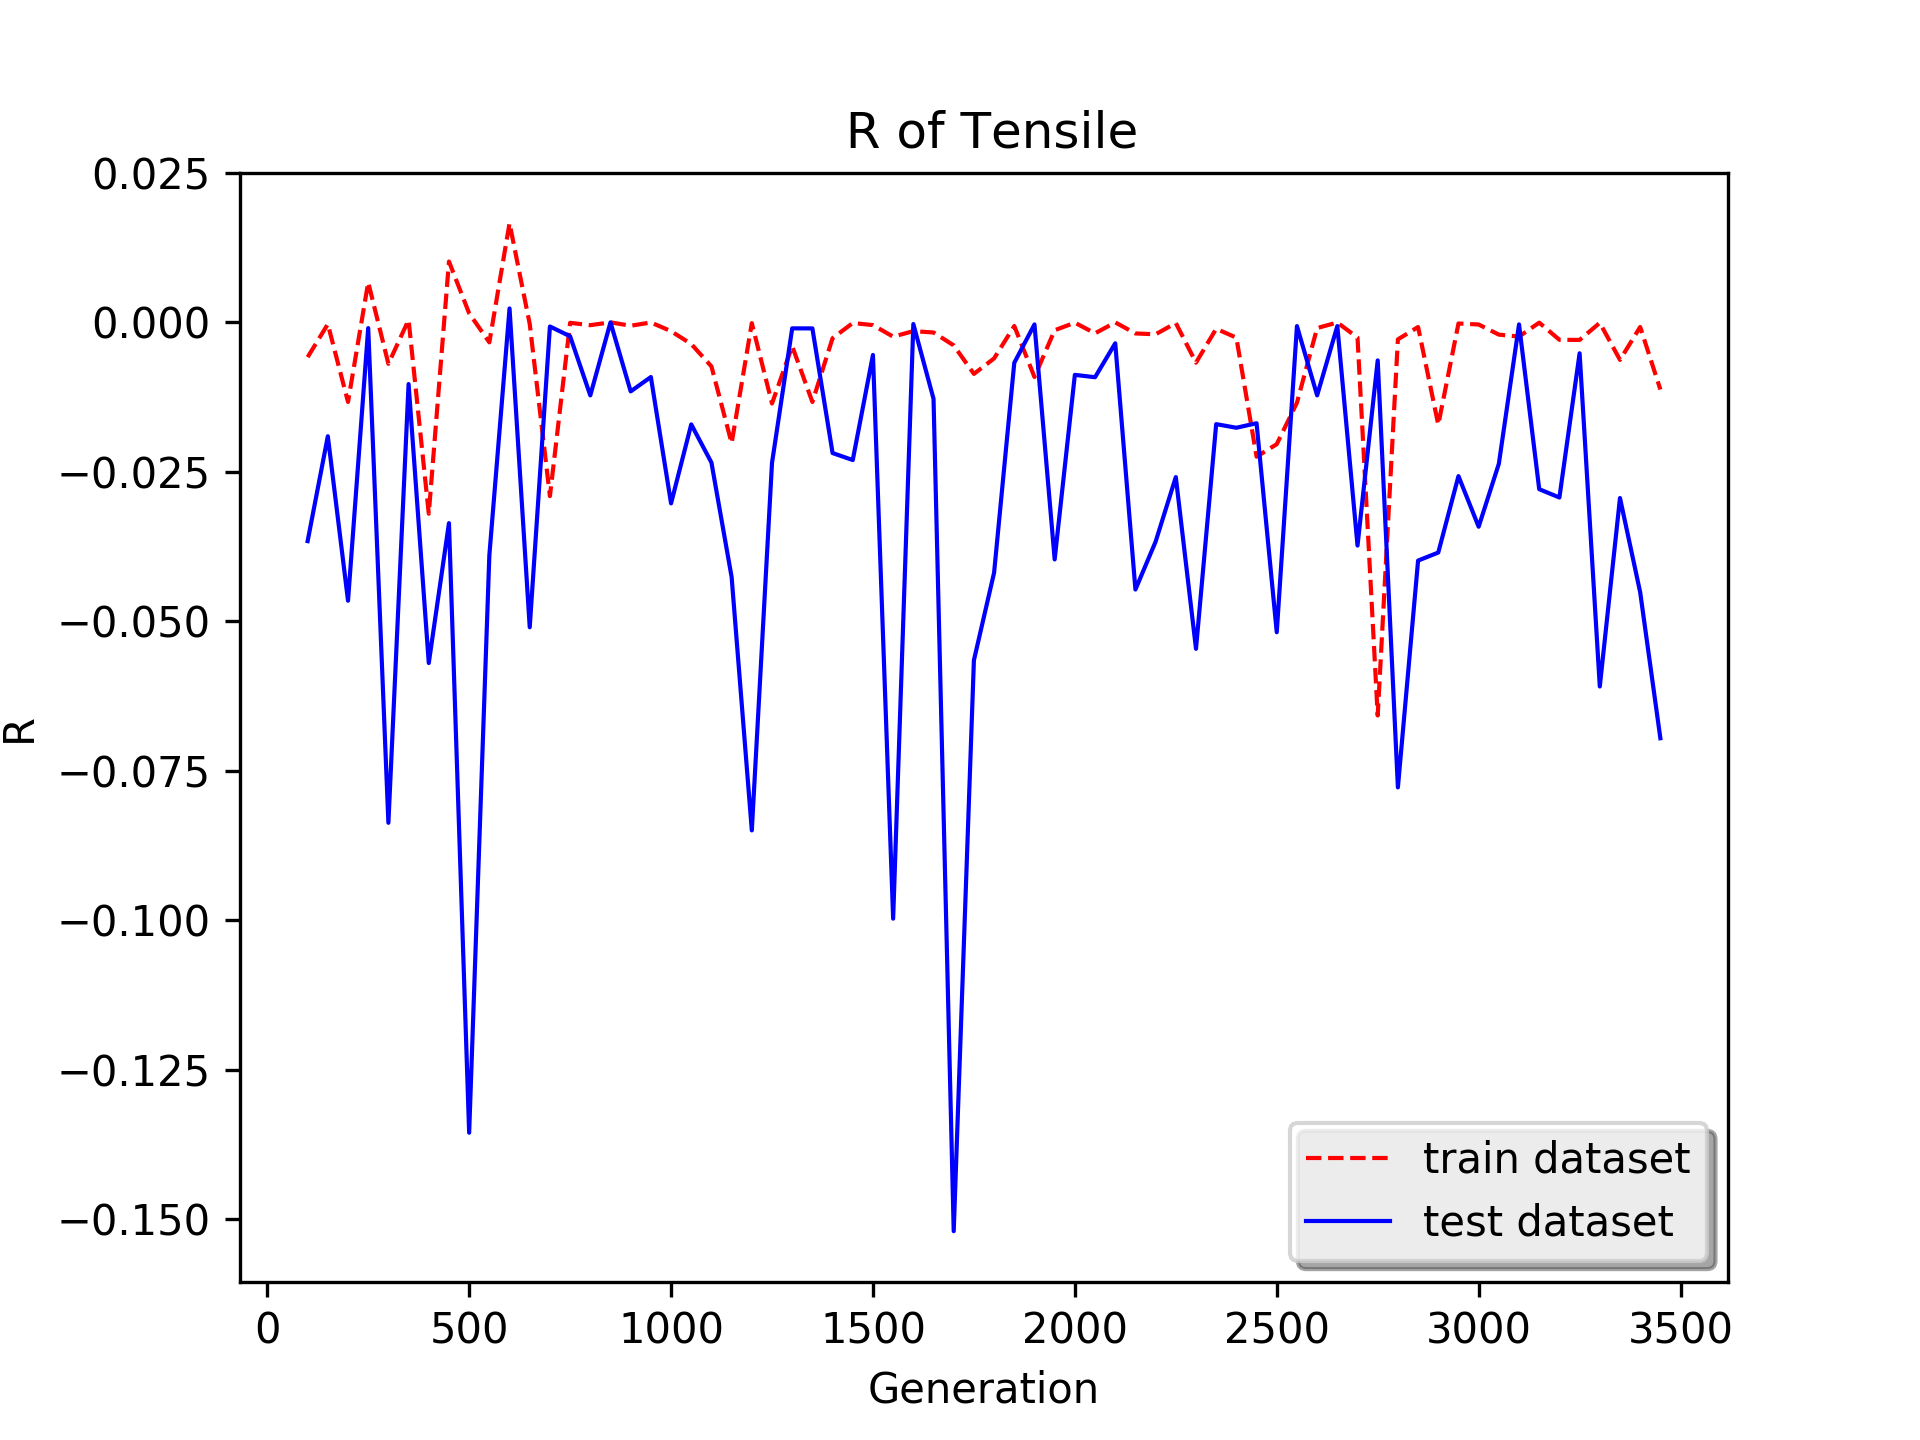 R of Tensile
0.025
0.000
−0.025
−0.050
−0.075
−0.100
−0.125
−0.150
R
train dataset
test dataset
0 500 1000 1500 2000 2500 3000 3500
Generation